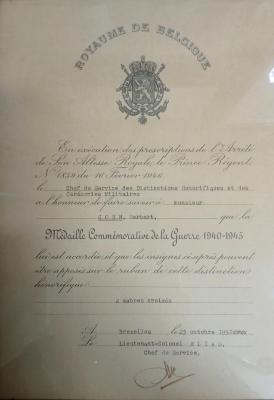 ROYAUME DE BELGIQUE
En exécution des prescriptions de l'Arrêté
de Son Altesse Royale, le Prince Régent,
N° 1859 du 16 Février 1946,
le Chef du Service des Distinctions Honorifiques et des
Cérémonies Militaires
a l'honneur de faire savoir à Monsieur
C O H N, Herbert, que la
Médaille Commémorative de la Guerre 1940-1945
lui est accordée et que les insignes ci-après peuvent
être apposés sur le ruban de cette distinction
honorifique
2 sabres croisés
A Bruxelles le 23 octobre
Le Lieutenant-Colonel
Chef de Service,